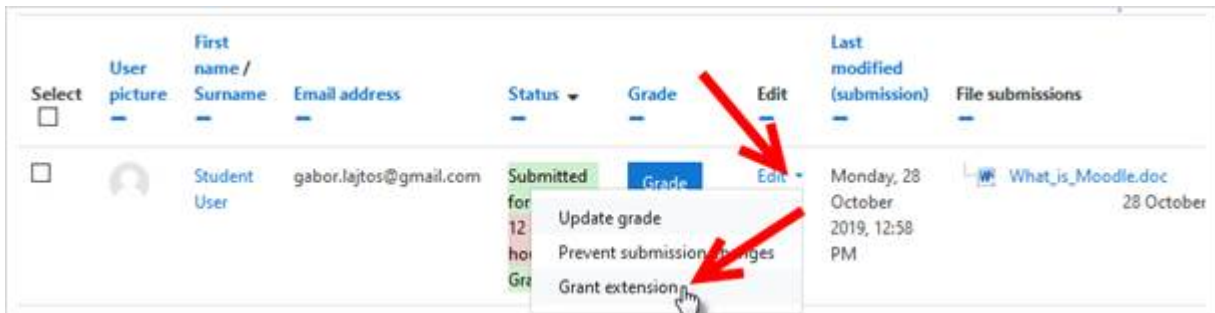 Select
User picture
First name / Surname
Email address
Status
Grade
Edit
Last modified (submission)
File submissions
Student User
gabor.lajtos@gmail.com
Submitted
for
12
Grade
Edit
Monday, 28
October
2019, 12:58
PM
What_is_Moodle.doc
28 October
Update grade
Prevent submission changes
Grant extension